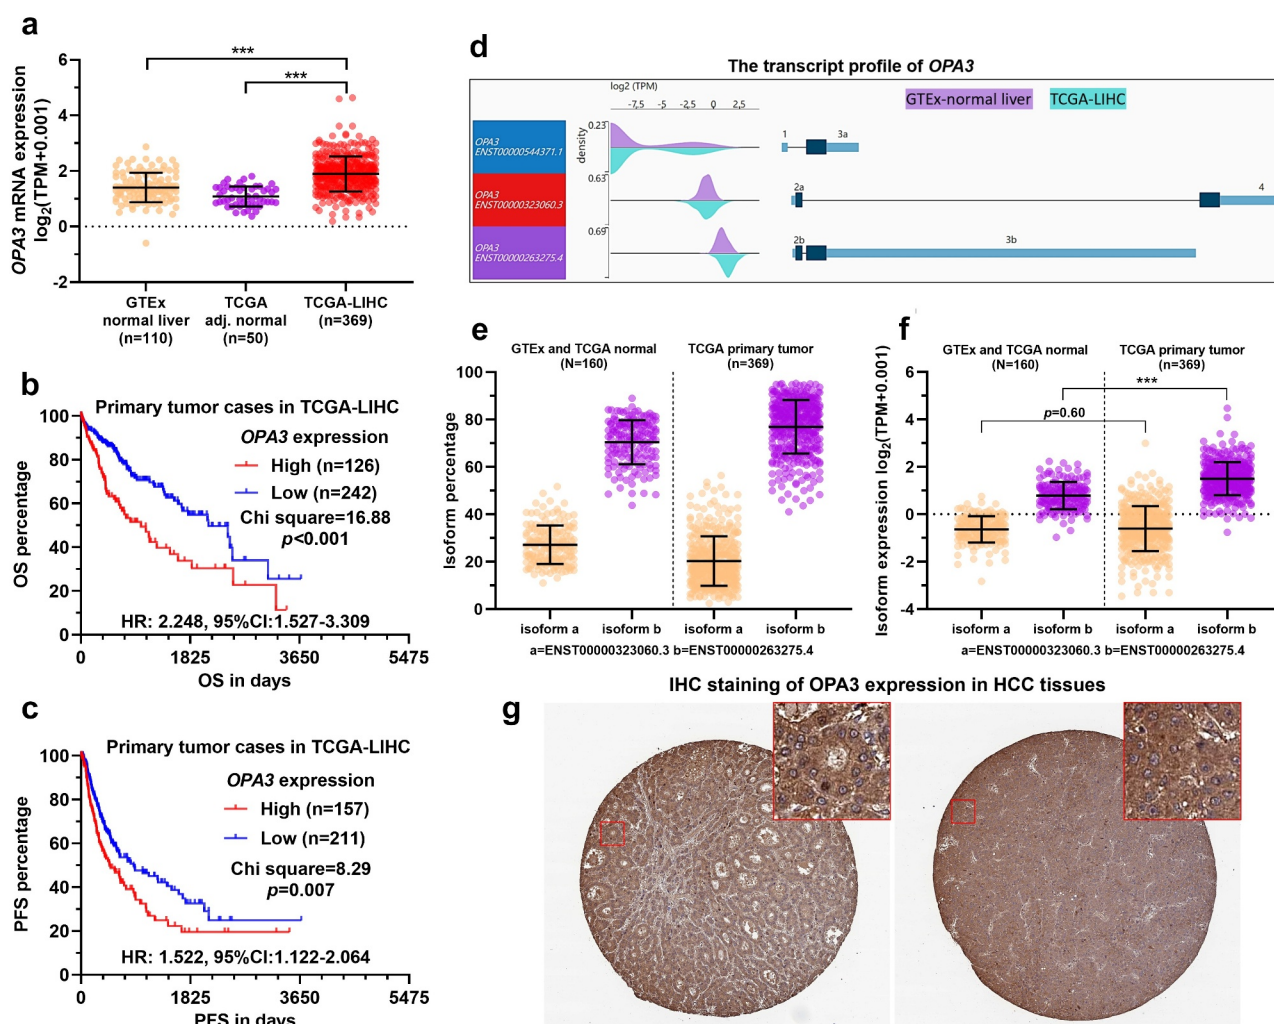 a
OPA3 mRNA expression
log2(TPM+0.001)
6
4
2
0
-2
***
***
GTEx
normal liver
(n=110)
TCGA
adj. normal
(n=50)
TCGA-LIHC
(n=369)
b
Primary tumor cases in TCGA-LIHC
OS percentage
100
80
60
40
20
0
OPA3 expression
High (n=126)
Low (n=242)
Chi square=16.88
p<0.001
HR: 2.248, 95%CI:1.527-3.309
0
1825
3650
5475
OS in days
c
Primary tumor cases in TCGA-LIHC
PFS percentage
100
80
60
40
20
0
OPA3 expression
High (n=157)
Low (n=211)
Chi square=8.29
p=0.007
HR: 1.522, 95%CI:1.122-2.064
0
1825
3650
5475
PFS in days
d
The transcript profile of OPA3
log2 (TPM)
-7,5
-5
-2,5
0
2,5
GTEx-normal liver
TCGA-LIHC
density
0.23
0.63
0.69
OPA3
ENST00000544371.1
OPA3
ENST00000323060.3
OPA3
ENST00000263275.4
1
3a
2a
4
2b
3b
e
GTEx and TCGA normal
(N=160)
TCGA primary tumor
(n=369)
Isoform percentage
100
80
60
40
20
0
isoform a
isoform b
isoform a
isoform b
a=ENST00000323060.3 b=ENST00000263275.4
f
GTEx and TCGA normal
(N=160)
TCGA primary tumor
(n=369)
Isoform expression log2(TPM+0.001)
6
4
2
0
-2
-4
***
p=0.60
isoform a
isoform b
isoform a
isoform b
a=ENST00000323060.3 b=ENST00000263275.4
g
IHC staining of OPA3 expression in HCC tissues